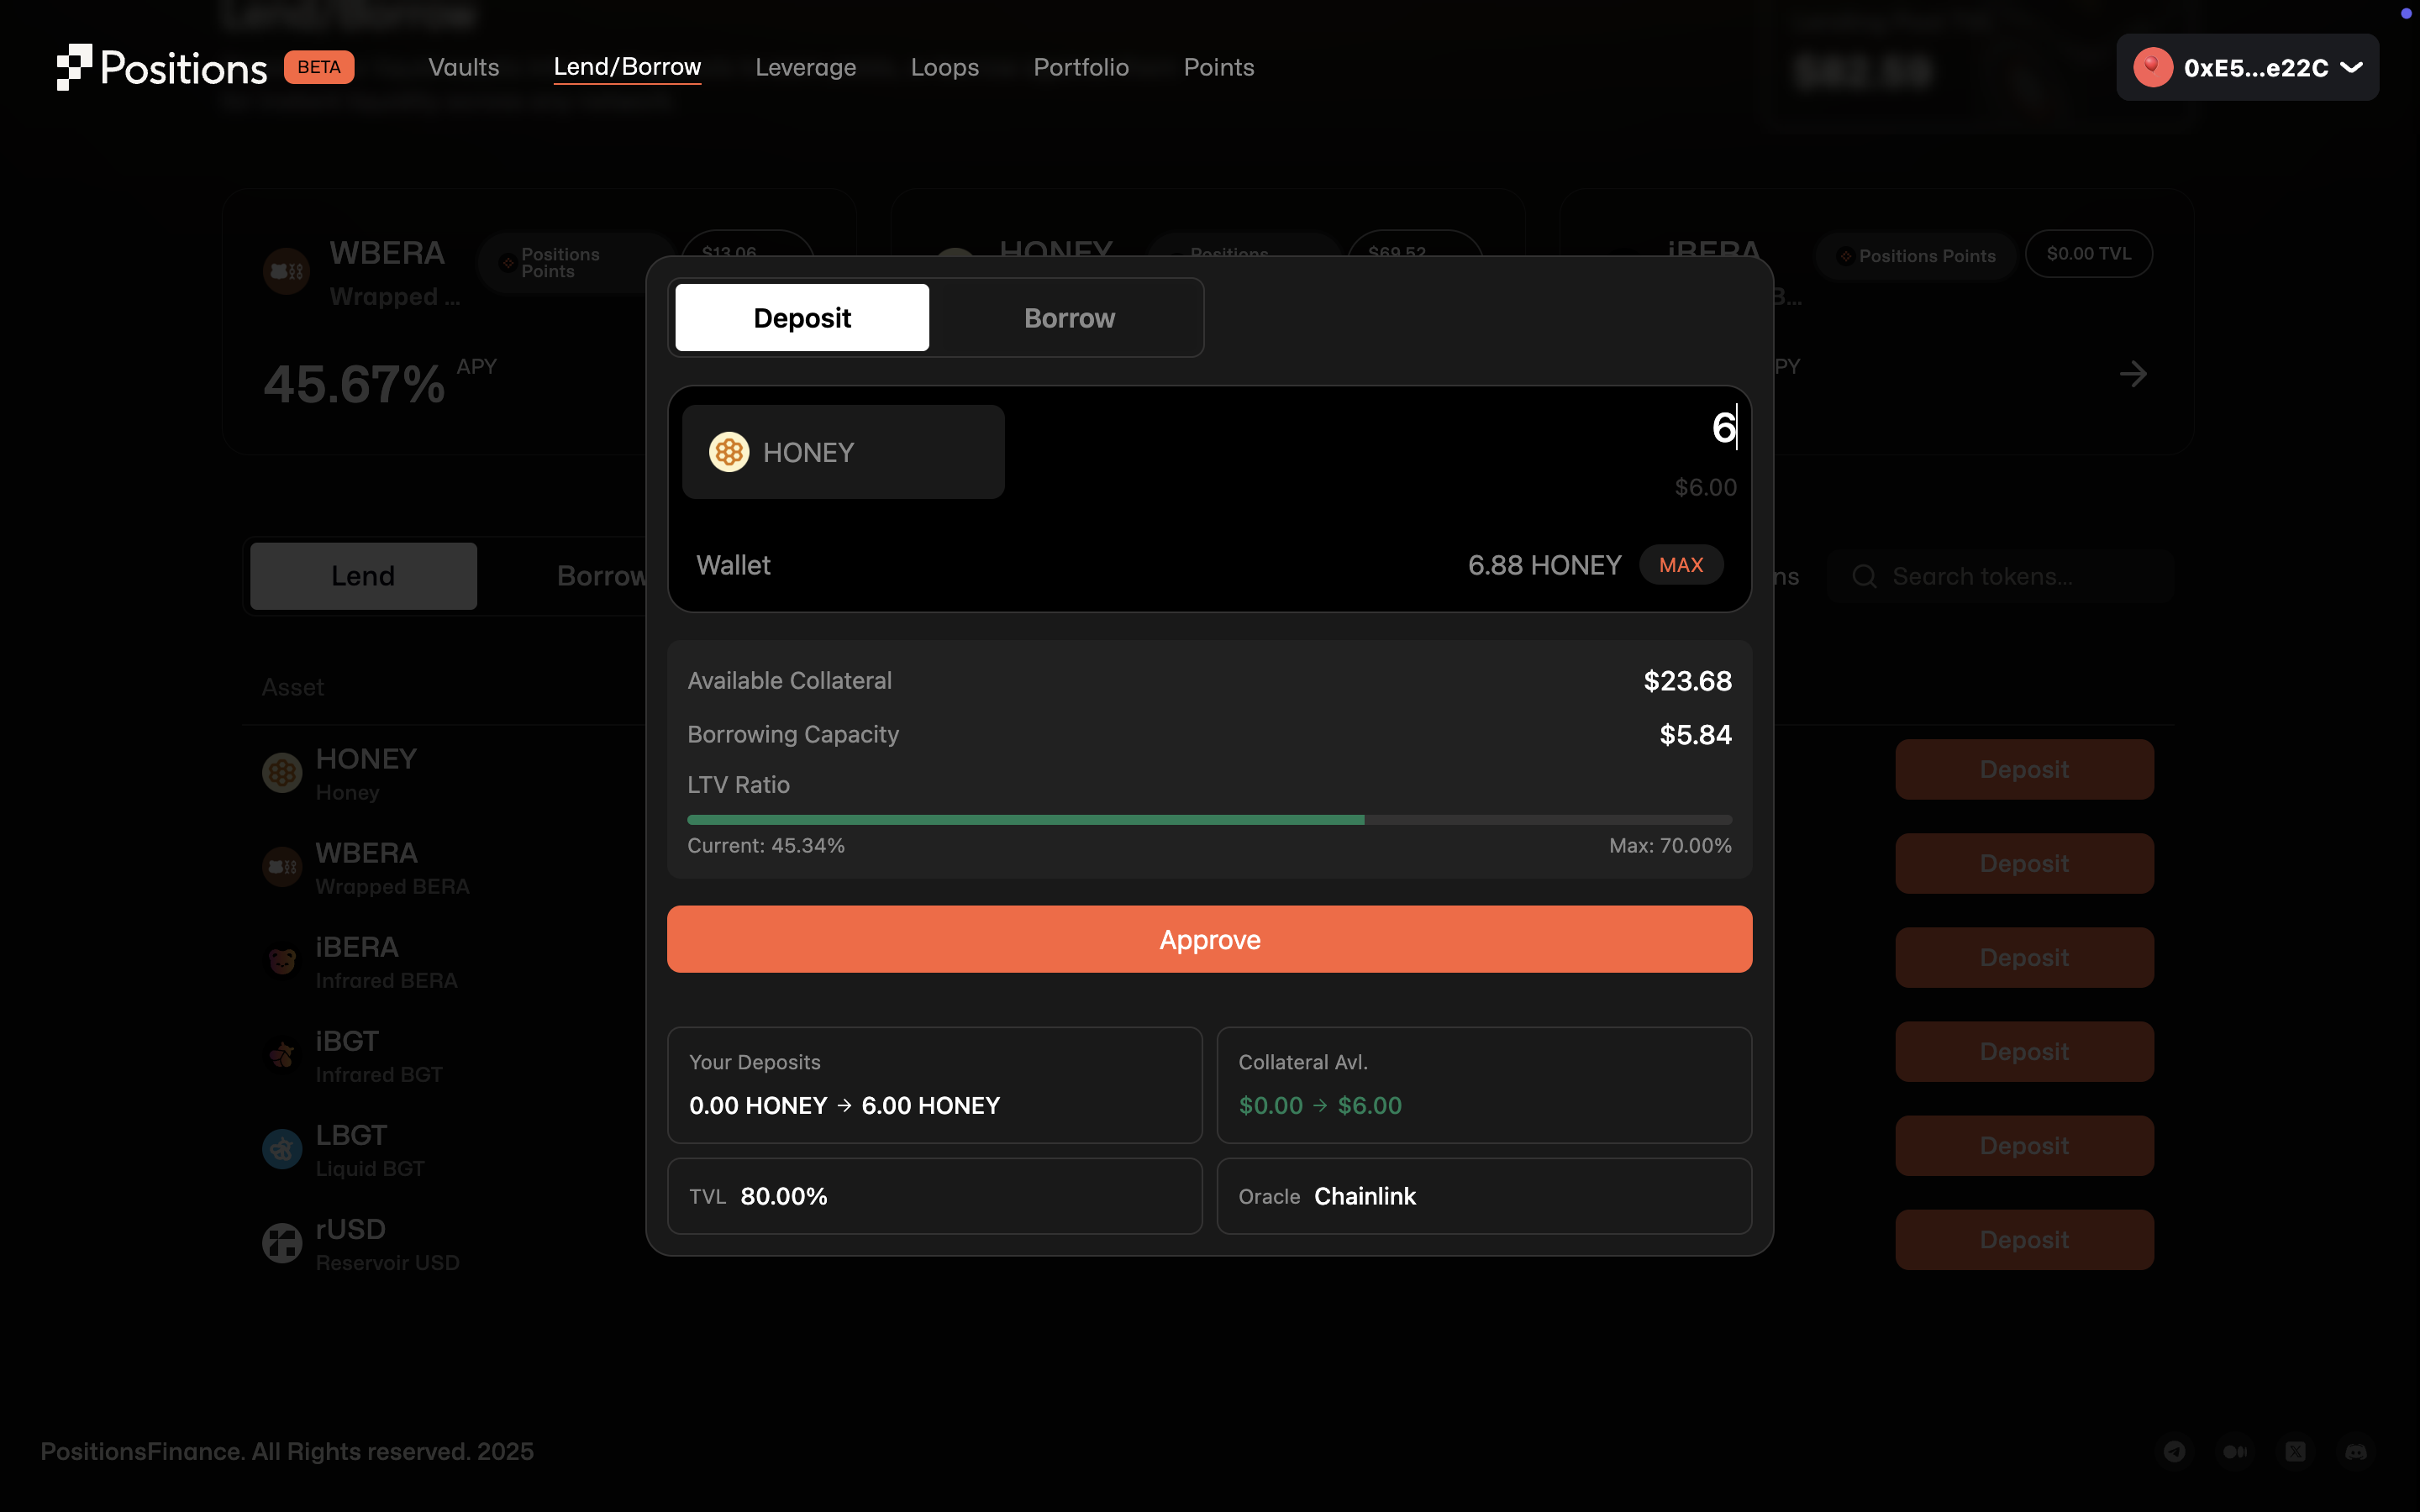 Lend/Borrow
Positions BETA Vaults Lend/Borrow Leverage Loops Portfolio Points 0xE5...e22C
$82.59
WBERA Positions Points $13.06
Wrapped ...
45.67% APY
HONEY Positions $69.52
iBERA Positions Points $0.00 TVL
B...
PY
Deposit Borrow
HONEY 6
$6.00
Wallet 6.88 HONEY MAX
Lend Borrow
ns Search tokens...
Available Collateral $23.68
Borrowing Capacity $5.84
LTV Ratio
Current: 45.34% Max: 70.00%
Approve
Your Deposits
0.00 HONEY → 6.00 HONEY
Collateral Avl.
$0.00 → $6.00
TVL 80.00%
Oracle Chainlink
Asset
HONEY
Honey
Deposit
WBERA
Wrapped BERA
Deposit
iBERA
Infrared BERA
Deposit
iBGT
Infrared BGT
Deposit
LBGT
Liquid BGT
Deposit
rUSD
Reservoir USD
Deposit
PositionsFinance. All Rights reserved. 2025